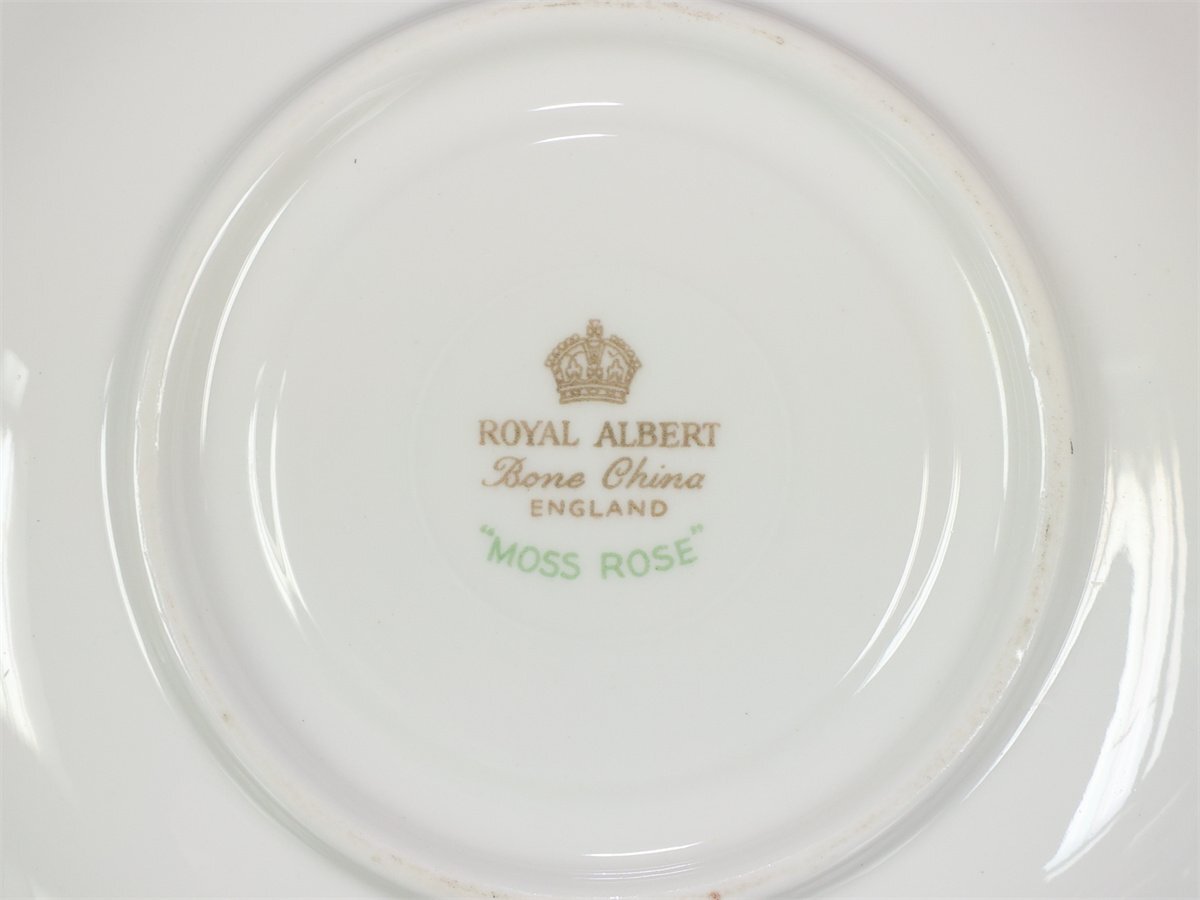 ROYAL ALBERT
Bone China
ENGLAND
"MOSS ROSE"